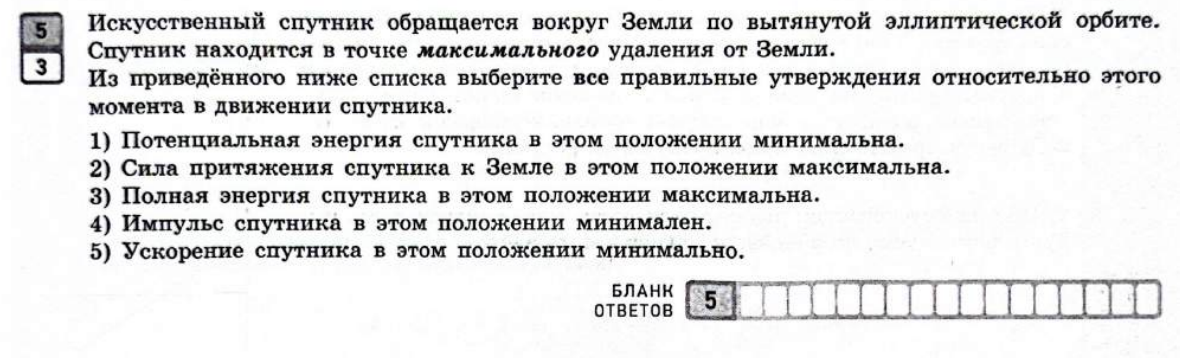 5
3
Искусственный спутник обращается вокруг Земли по вытянутой эллиптической орбите.
Спутник находится в точке максимального удаления от Земли.
Из приведённого ниже списка выберите все правильные утверждения относительно этого
момента в движении спутника.
1) Потенциальная энергия спутника в этом положении минимальна.
2) Сила притяжения спутника к Земле в этом положении максимальна.
3) Полная энергия спутника в этом положении максимальна.
4) Импульс спутника в этом положении минимален.
5) Ускорение спутника в этом положении минимально.
БЛАНК
ОТВЕТОВ
5